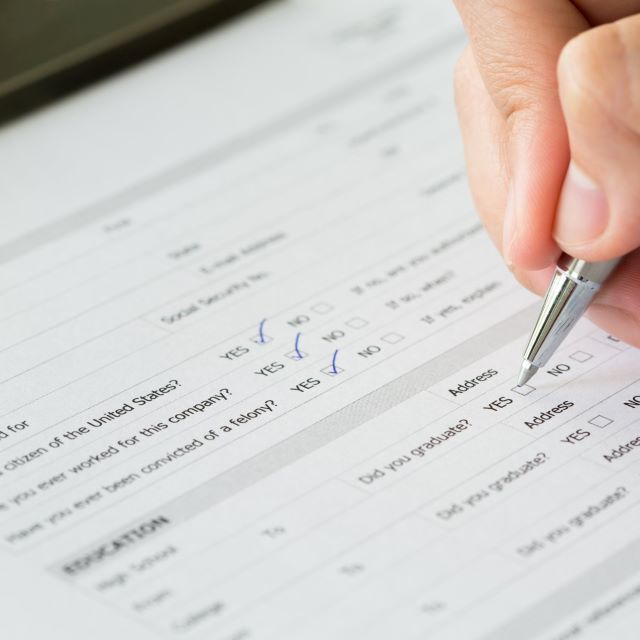 E-mail Address
Social Security No.
d for
citizen of the United States? YES NO If no, are you authorized
you ever worked for this company? YES NO If so, when?
Have you ever been convicted of a felony? YES NO If yes, explain
EDUCATION
High School Address
To Did you graduate? YES NO
College Address
To Did you graduate? YES NO
Address
To Did you graduate?